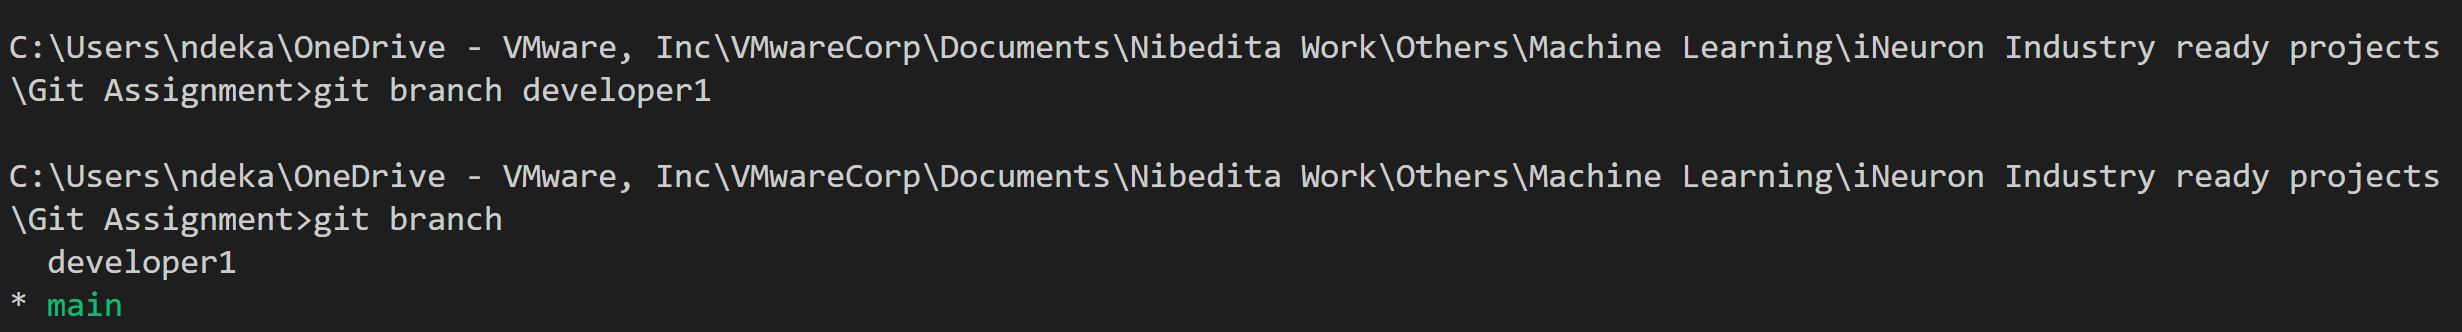 C:\Users\ndeka\OneDrive - VMware, Inc\VMwareCorp\Documents\Nibedita Work\Others\Machine Learning\iNeuron Industry ready projects
\Git Assignment>git branch developer1
C:\Users\ndeka\OneDrive - VMware, Inc\VMwareCorp\Documents\Nibedita Work\Others\Machine Learning\iNeuron Industry ready projects
\Git Assignment>git branch
  developer1
* main